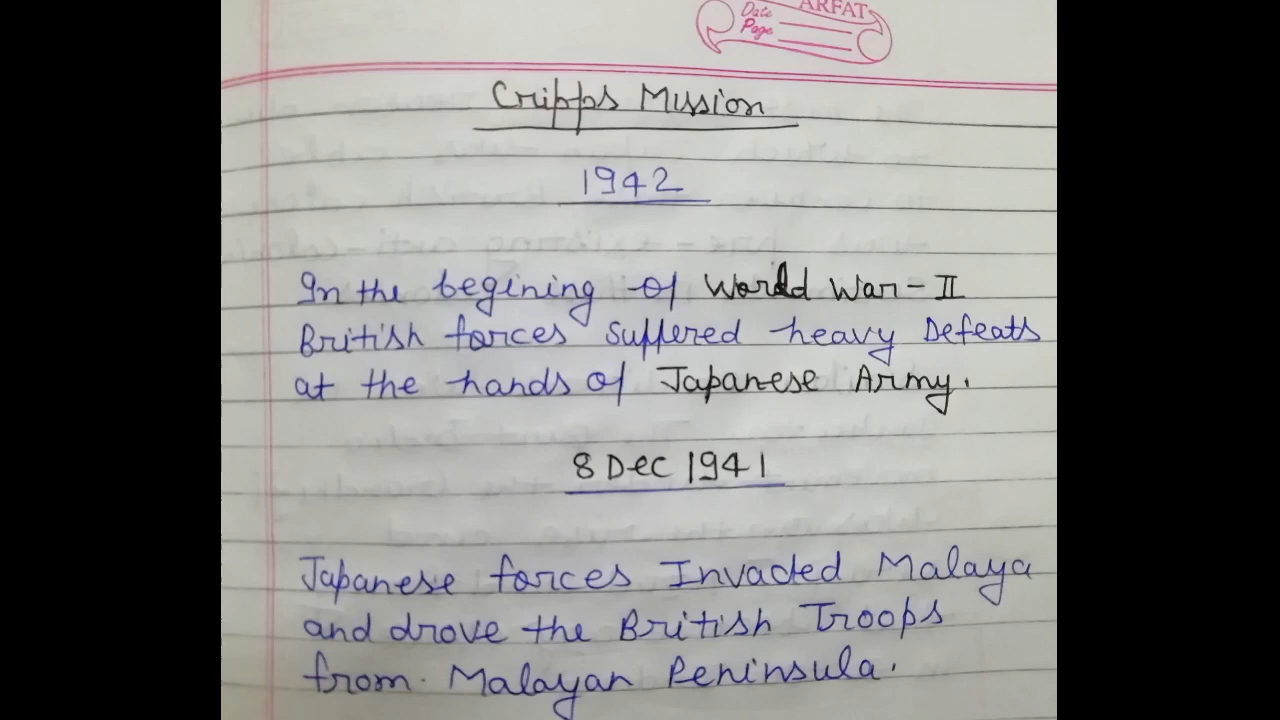 ARFAT
Date
Page
Cripps Mission
1942
In the begining of World War-II
British forces suffered heavy Defeats
at the hands of Japanese Army.
8 Dec 1941
Japanese forces Invaded Malaya
and drove the British Troops
from. Malayan Peninsula.